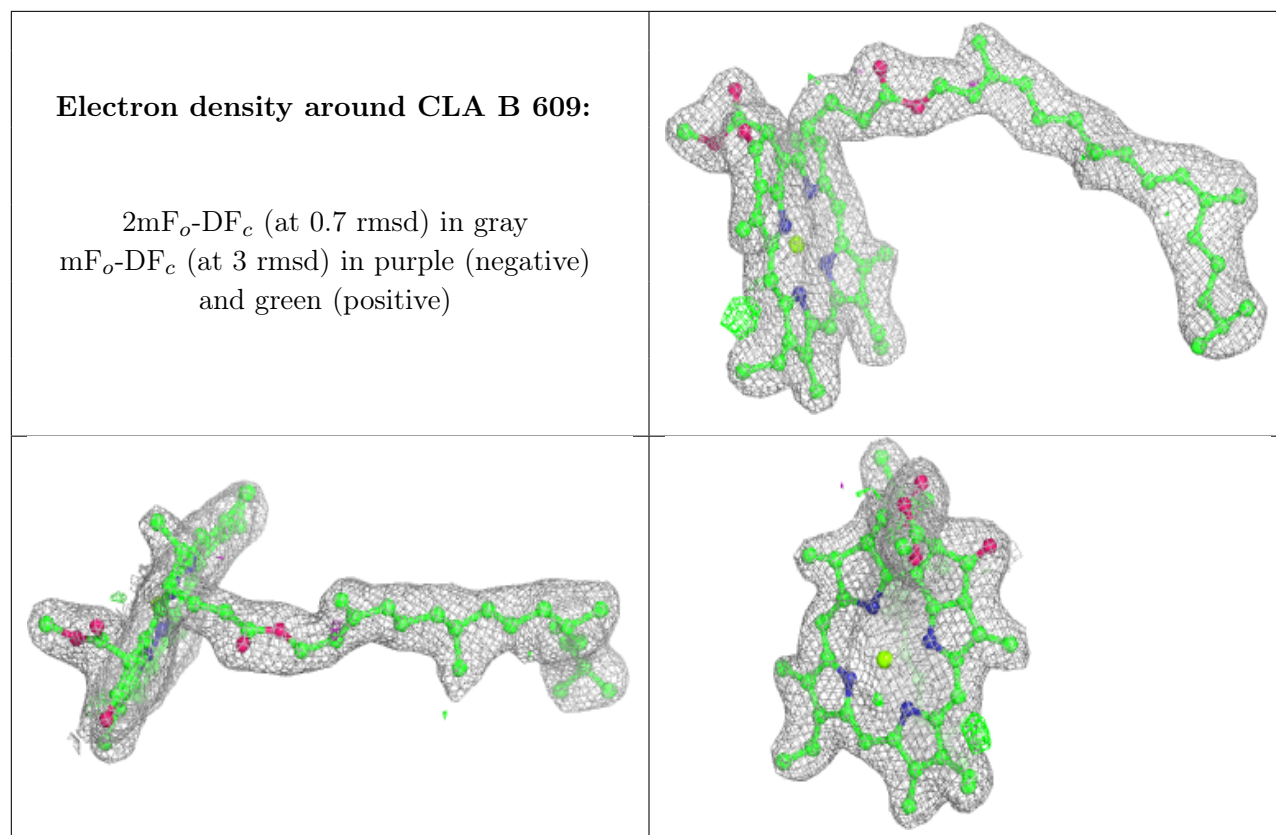 Electron density around CLA B 609:
2mFo-DFc (at 0.7 rmsd) in gray
mFo-DFc (at 3 rmsd) in purple (negative)
and green (positive)